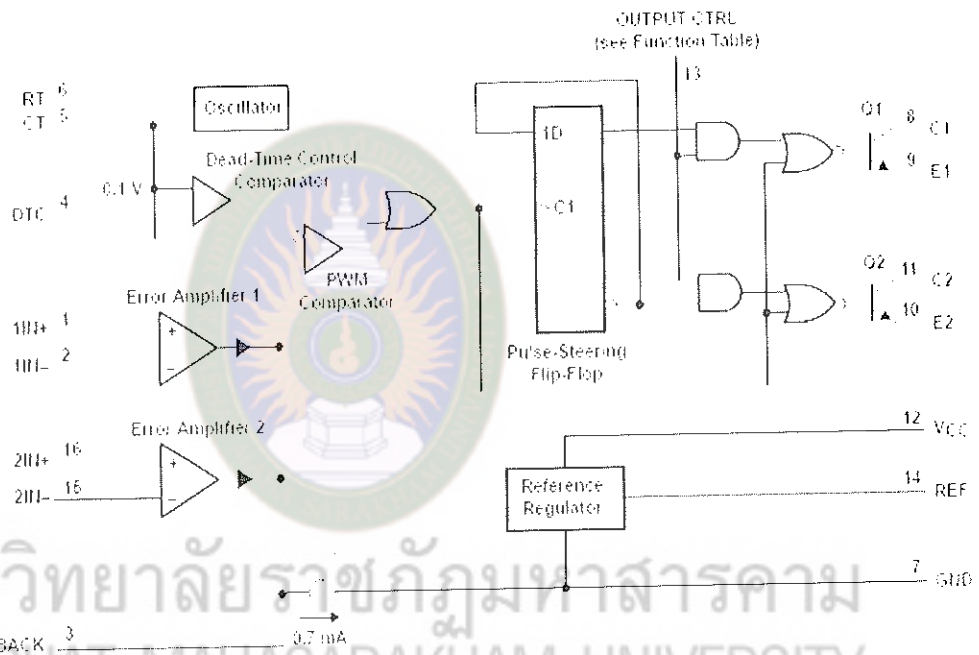 OUTPUT CTRL
(see Function Table)
13
RT 6
CT 5
Oscillator
Dead-Time Control
Comparator
0.1 V
DTC 4
PWM
Comparator
Error Amplifier 1
1IN+ 1
1IN− 2
+
−
Error Amplifier 2
2IN+ 16
2IN− 15
+
−
1D
C1
Pulse-Steering
Flip-Flop
Q1
8 C1
9 E1
Q2
11 C2
10 E2
12 VCC
Reference
Regulator
14 REF
7 GND
วิทยาลัยราชภัฏมหาสารคาม
BACK 3
0.7 mA
MAHASARAKHAM UNIVERSITY